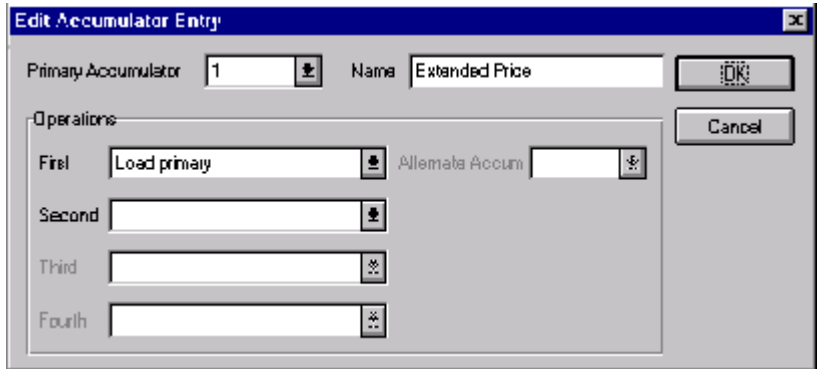 Edit Accumulator Entry
Primary Accumulator 1 Name Extended Price OK
Operations Cancel
First Load primary Alternate Accum
Second
Third
Fourth